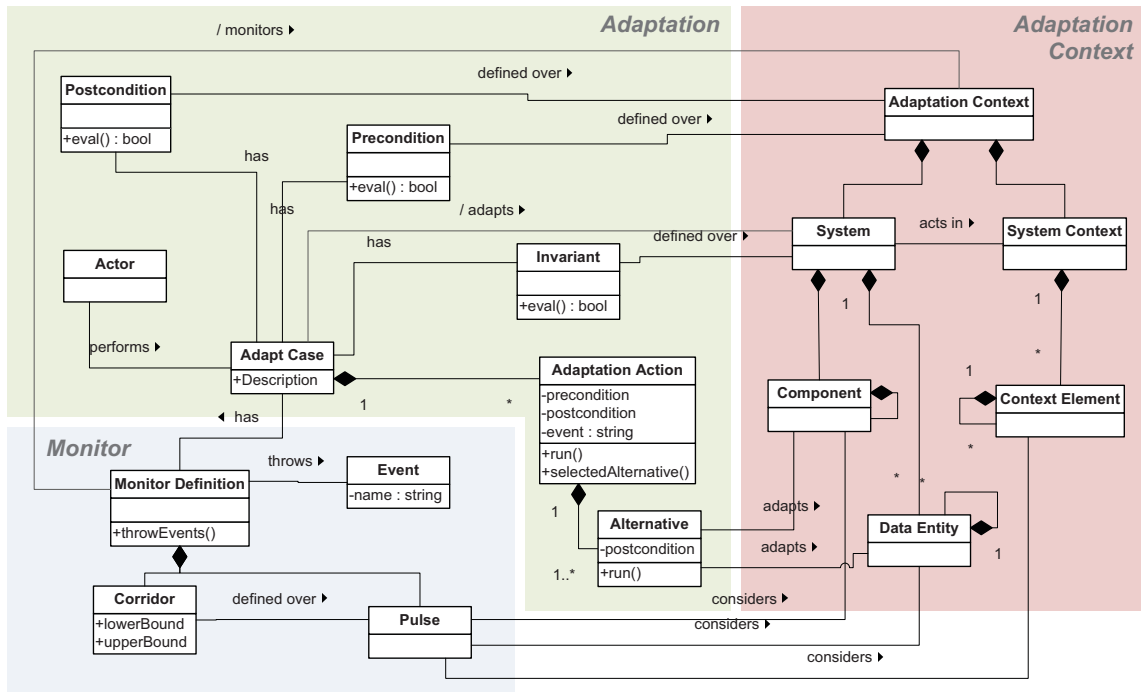 / monitors
Adaptation
Adaptation
Context
Postcondition
+eval() : bool
defined over
Adaptation Context
Precondition
+eval() : bool
defined over
has
has
/ adapts
has
defined over
System
acts in
System Context
Actor
Invariant
+eval() : bool
1
1
performs
Adapt Case
+Description
1
*
Adaptation Action
-precondition
-postcondition
-event : string
+run()
+selectedAlternative()
*
1
Component
Context Element
*
has
Monitor
throws
Event
-name : string
Monitor Definition
+throwEvents()
*
*
1
Alternative
-postcondition
+run()
1..*
adapts
adapts
Data Entity
1
Corridor
+lowerBound
+upperBound
defined over
Pulse
considers
considers
considers